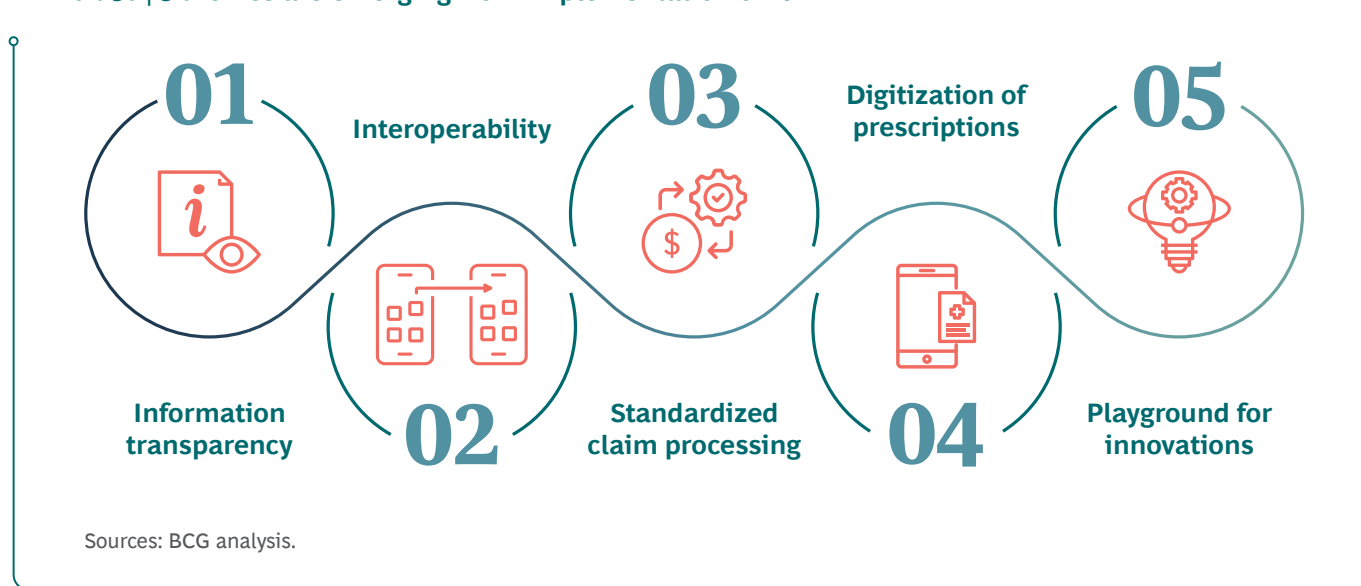 01
Interoperability
03
Digitization of
prescriptions
05
i
$
Information
transparency
02
Standardized
claim processing
04
Playground for
innovations
Sources: BCG analysis.